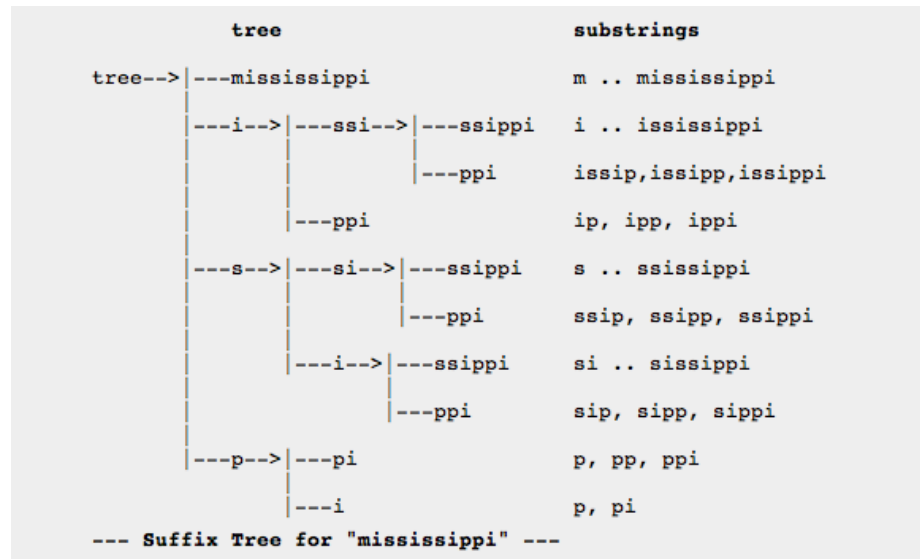 tree substrings
tree-->|---mississippi m .. mississippi
|
|---i-->|---ssi-->|---ssippi i .. ississippi
| | |
| | |---ppi issip,issipp,issippi
| |
| |---ppi ip, ipp, ippi
|
|---s-->|---si-->|---ssippi s .. ssissippi
| | |
| | |---ppi ssip, ssipp, ssippi
| |
| |---i-->|---ssippi si .. sissippi
| |
| |---ppi sip, sipp, sippi
|
|---p-->|---pi p, pp, ppi
|
|---i p, pi
--- Suffix Tree for "mississippi" ---